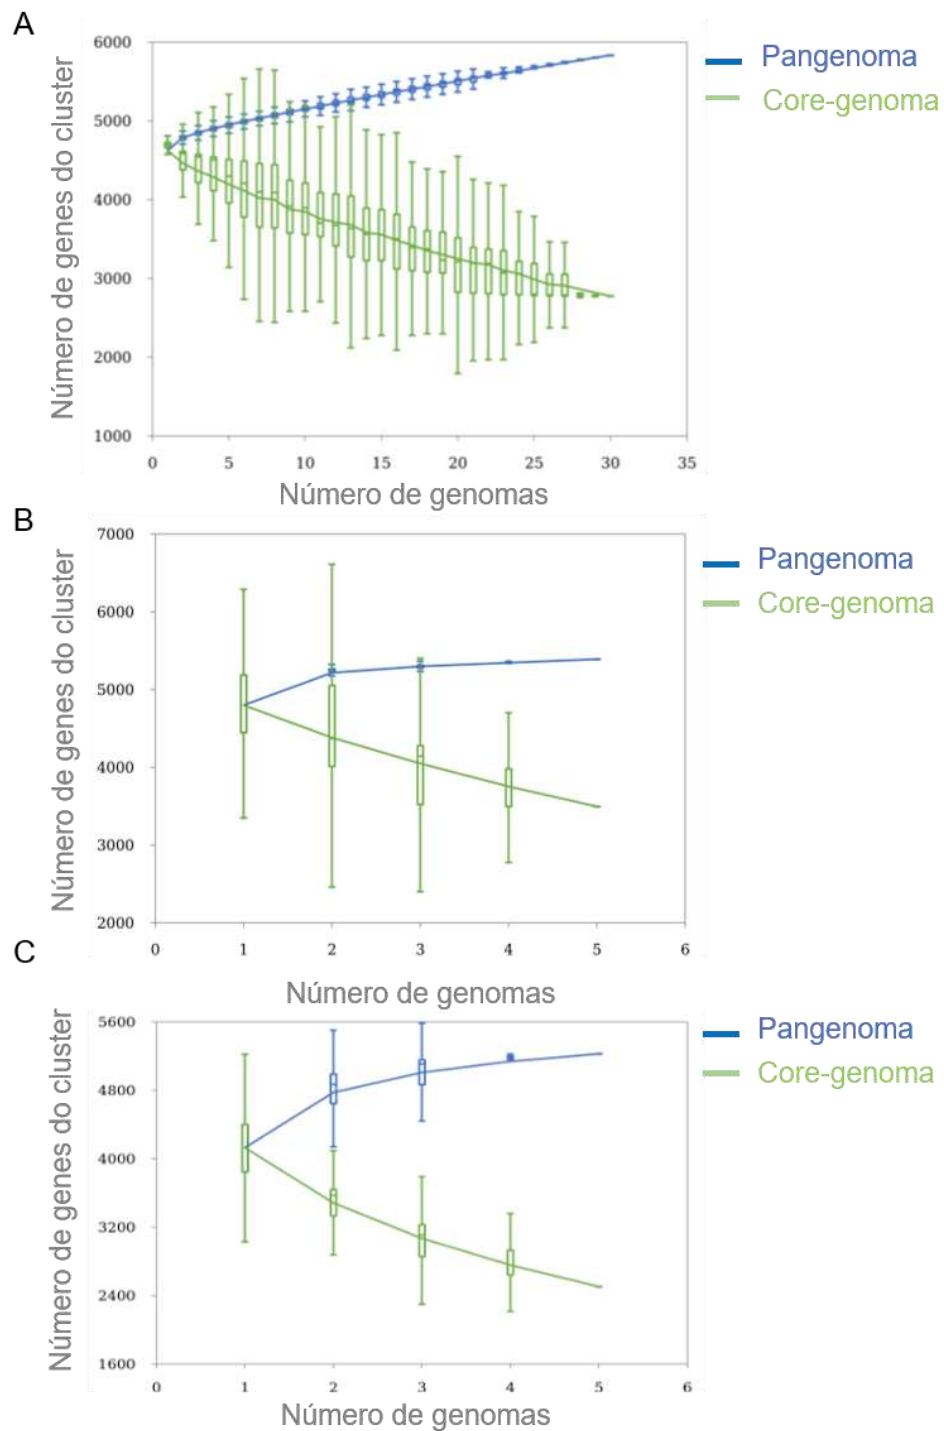 A
Número de genes do cluster
6000
5000
4000
3000
2000
1000
0 5 10 15 20 25 30 35
Número de genomas
Pangenoma
Core-genoma
B
Número de genes do cluster
7000
6000
5000
4000
3000
2000
0 1 2 3 4 5 6
Número de genomas
Pangenoma
Core-genoma
C
Número de genes do cluster
5600
4800
4000
3200
2400
1600
0 1 2 3 4 5 6
Número de genomas
Pangenoma
Core-genoma